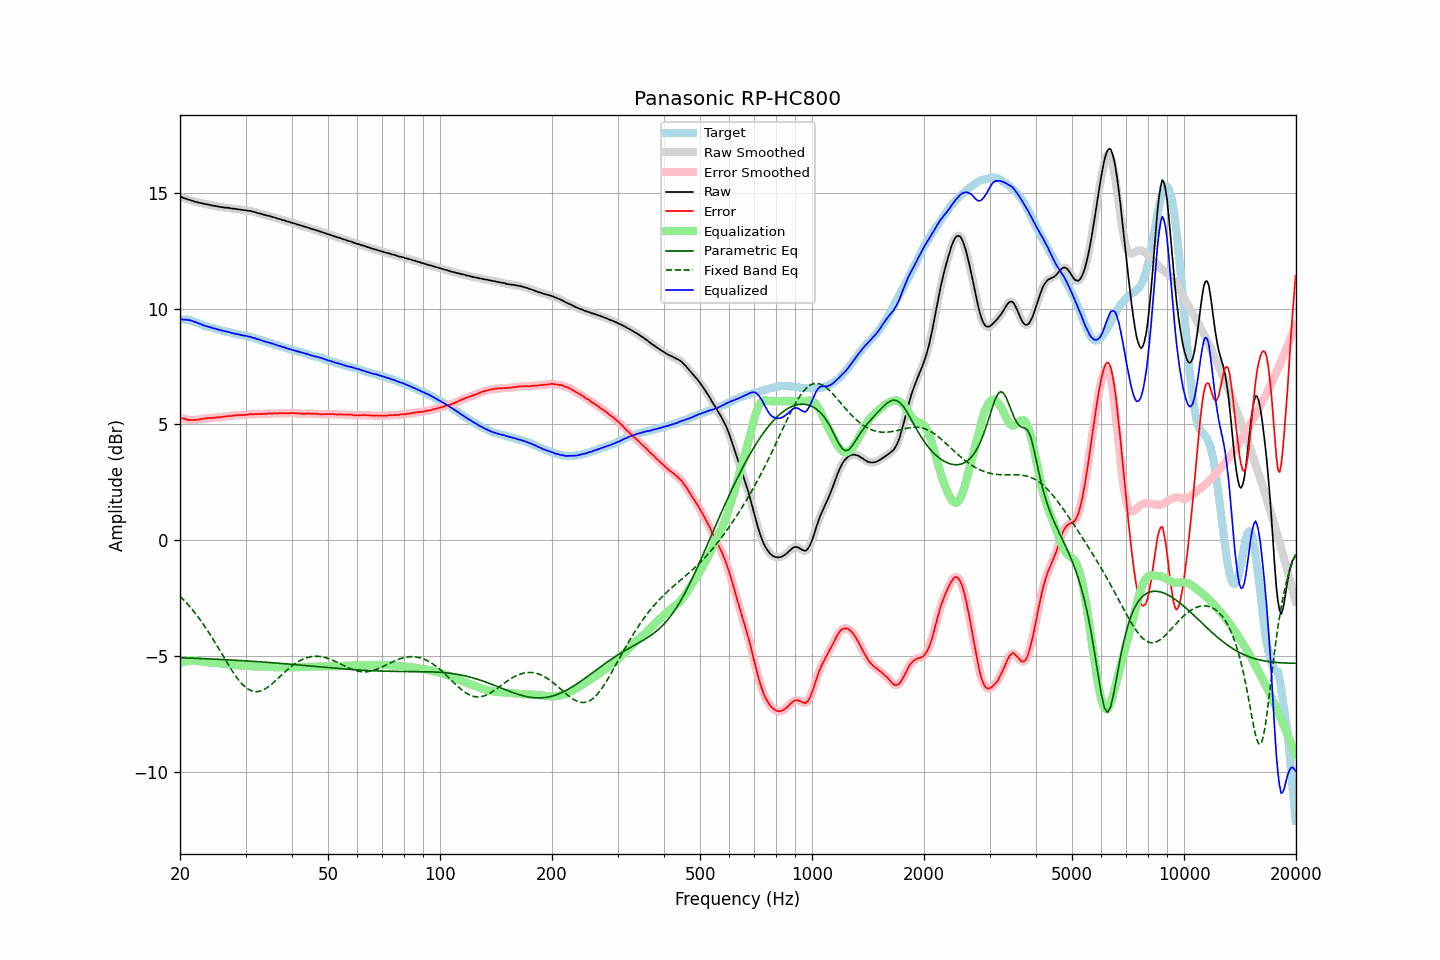 Panasonic RP-HC800
Target
Raw Smoothed
Error Smoothed
Raw
Error
Equalization
Parametric Eq
Fixed Band Eq
Equalized
Amplitude (dBr)
15
10
5
0
−5
−10
20 50 100 200 500 1000 2000 5000 10000 20000
Frequency (Hz)